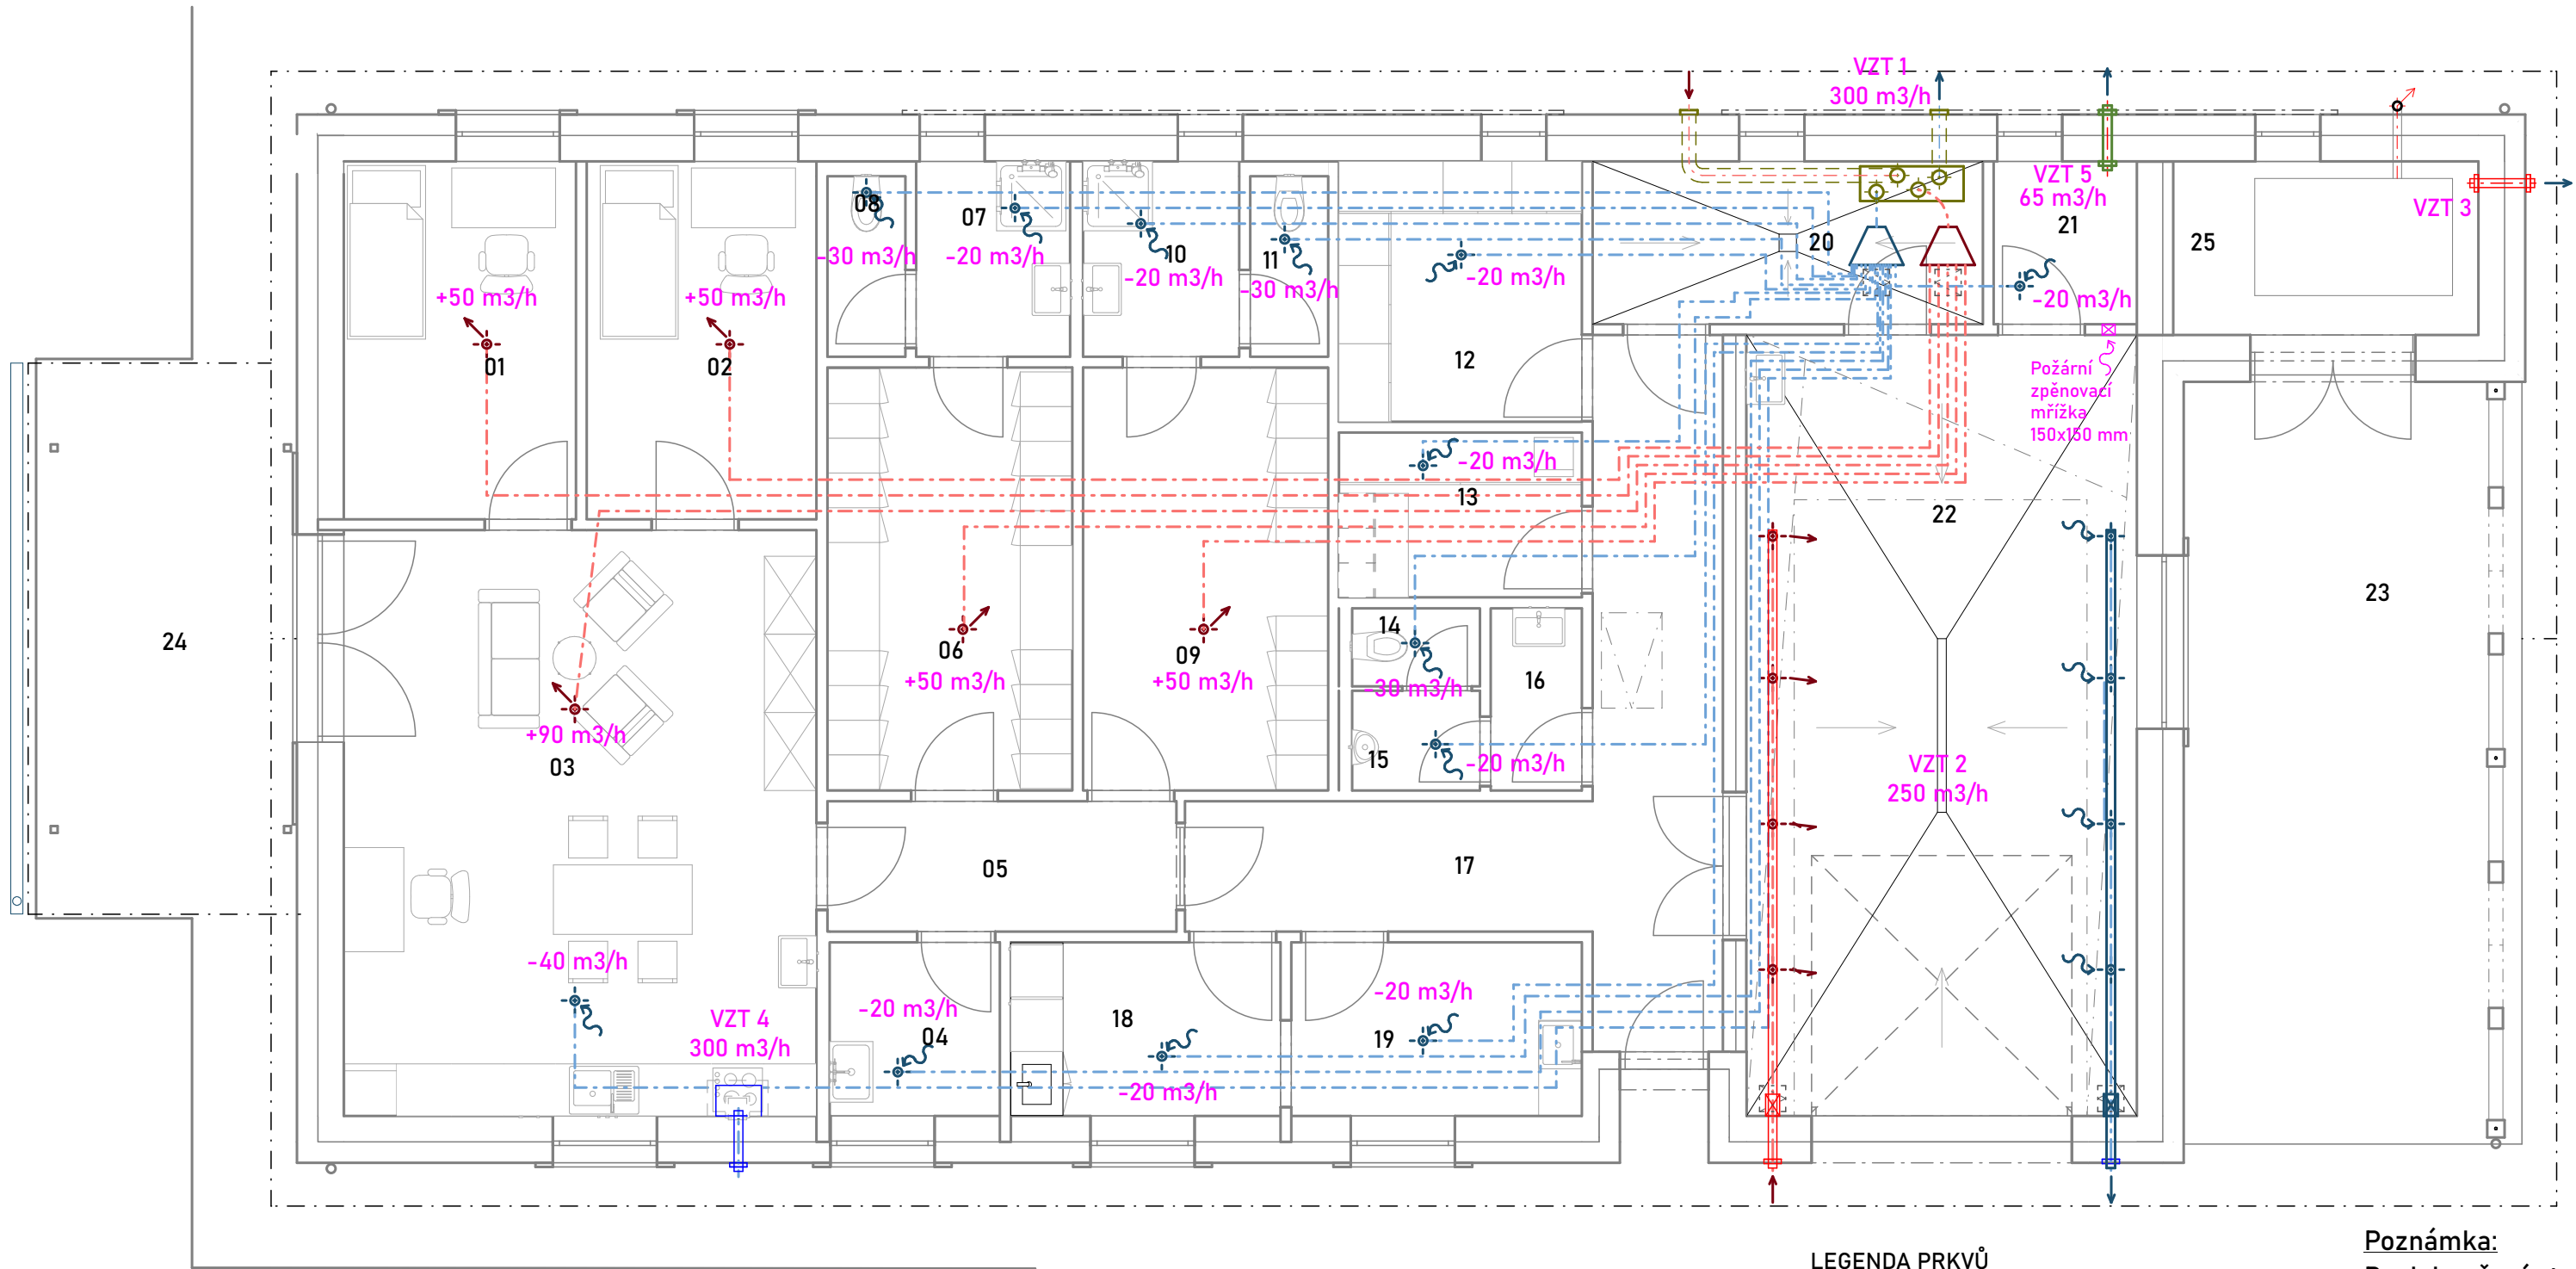 VZT 1
300 m3/h
VZT 5
65 m3/h
21
VZT 3
08
-30 m3/h
07
-20 m3/h
10
-20 m3/h
11
-30 m3/h
-20 m3/h
20
-20 m3/h
25
+50 m3/h
01
+50 m3/h
02
12
Požární
zpěnovací
mřížka
150x150 mm
-20 m3/h
13
22
23
24
06
+50 m3/h
09
+50 m3/h
14
-30 m3/h
16
15
-20 m3/h
+90 m3/h
03
VZT 2
250 m3/h
05
17
-40 m3/h
VZT 4
300 m3/h
-20 m3/h
04
18
-20 m3/h
-20 m3/h
19
LEGENDA PRKVŮ
Poznámka: